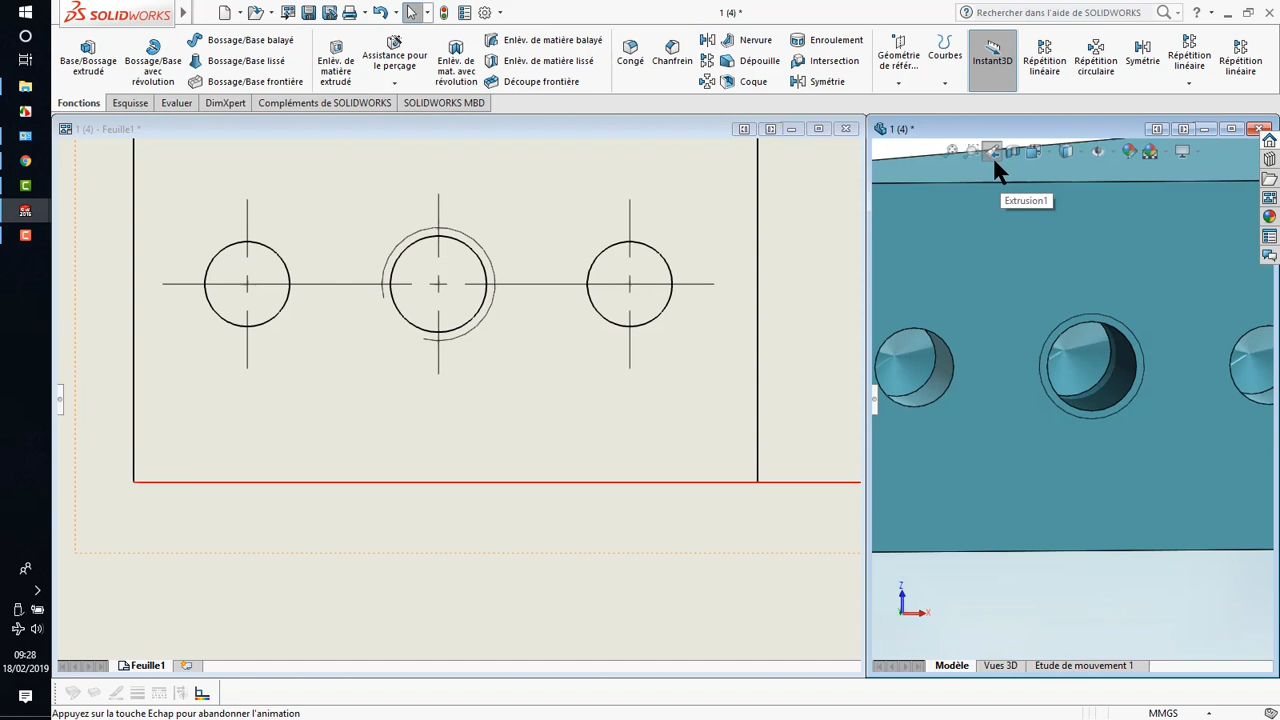 SOLIDWORKS
1 (4) *
Rechercher dans l'aide de SOLIDWORKS
Base/Bossage extrudé
Bossage/Base avec révolution
Bossage/Base balayé
Bossage/Base lissé
Bossage/Base frontière
Enlèv. de matière extrudé
Assistance pour le perçage
Enlèv. de mat. avec révolution
Enlèv. de matière balayé
Enlèv. de matière lissé
Découpe frontière
Congé
Chanfrein
Nervure
Dépouille
Coque
Enroulement
Intersection
Symétrie
Géométrie de référ...
Courbes
Instant3D
Répétition linéaire
Répétition circulaire
Symétrie
Répétition linéaire
Répétition linéaire
Fonctions
Esquisse
Evaluer
DimXpert
Compléments de SOLIDWORKS
SOLIDWORKS MBD
1 (4) - Feuille1 *
1 (4) *
Extrusion1
Z
X
Feuille1
Modèle
Vues 3D
Etude de mouvement 1
09:28
18/02/2019
Appuyez sur la touche Echap pour abandonner l'animation
MMGS